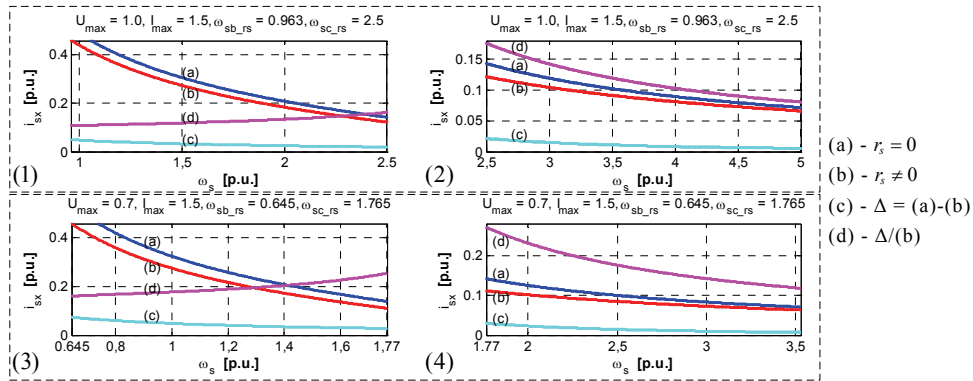 U_max = 1.0, I_max = 1.5, ω_sb_rs = 0.963, ω_sc_rs = 2.5
0.4
0.2
0
i_sx [p.u.]
(a)
(b)
(d)
(c)
1
1,5
2
2.5
ω_s [p.u.]
(1)
U_max = 1.0, I_max = 1.5, ω_sb_rs = 0.963, ω_sc_rs = 2.5
0.15
0.1
0.05
0
i_sx [p.u.]
(d)
(a)
(b)
(c)
2,5
3
3,5
4
4,5
5
ω_s [p.u.]
(2)
(a) - r_s = 0
(b) - r_s ≠ 0
(c) - Δ = (a)-(b)
(d) - Δ/(b)
U_max = 0.7, I_max = 1.5, ω_sb_rs = 0.645, ω_sc_rs = 1.765
0.4
0.2
0
i_sx [p.u.]
(a)
(b)
(d)
(c)
0.645
0,8
1
1,2
1,4
1,6
1,77
ω_s [p.u.]
(3)
U_max = 0.7, I_max = 1.5, ω_sb_rs = 0.645, ω_sc_rs = 1.765
0.2
0.1
0
i_sx [p.u.]
(d)
(a)
(b)
(c)
1.77
2
2,5
3
3,5
ω_s [p.u.]
(4)